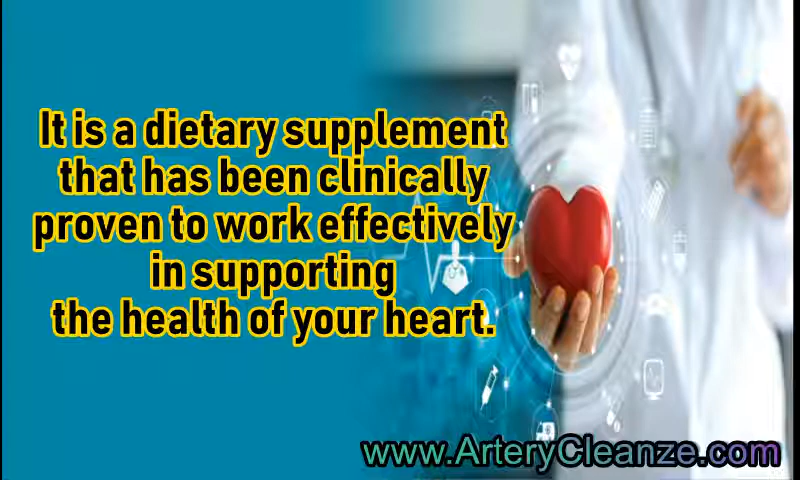 It is a dietary supplement
that has been clinically
proven to work effectively
in supporting
the health of your heart.
www.ArteryCleanze.com